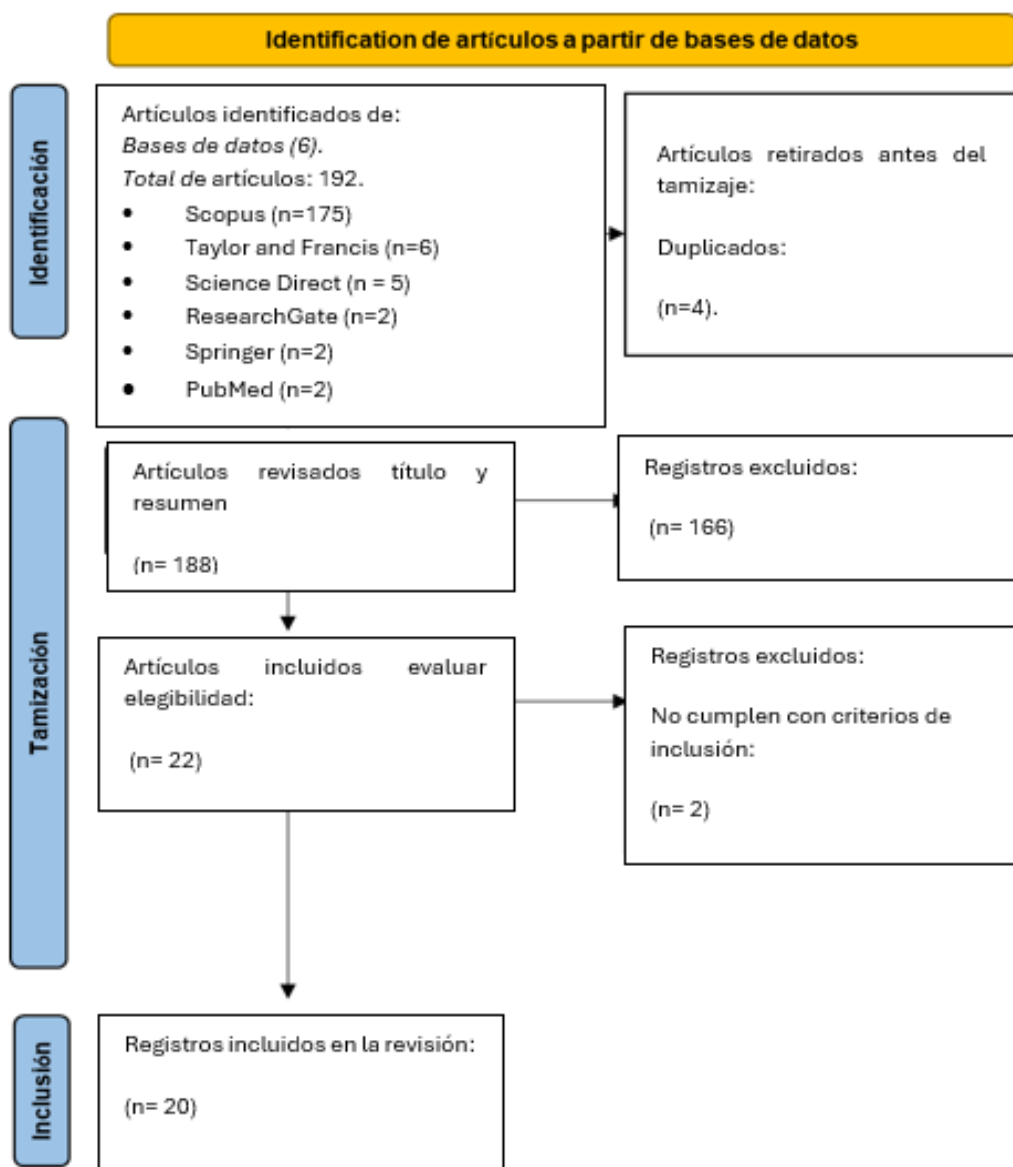 Identification de artículos a partir de bases de datos
Identificación
Artículos identificados de:
Bases de datos (6).
Total de artículos: 192.
• Scopus (n=175)
• Taylor and Francis (n=6)
• Science Direct (n = 5)
• ResearchGate (n=2)
• Springer (n=2)
• PubMed (n=2)
Artículos retirados antes del
tamizaje:
Duplicados:
(n=4).
Tamización
Artículos revisados título y
resumen
(n= 188)
Registros excluidos:
(n= 166)
Artículos incluidos evaluar
elegibilidad:
(n= 22)
Registros excluidos:
No cumplen con criterios de
inclusión:
(n= 2)
Inclusión
Registros incluidos en la revisión:
(n= 20)